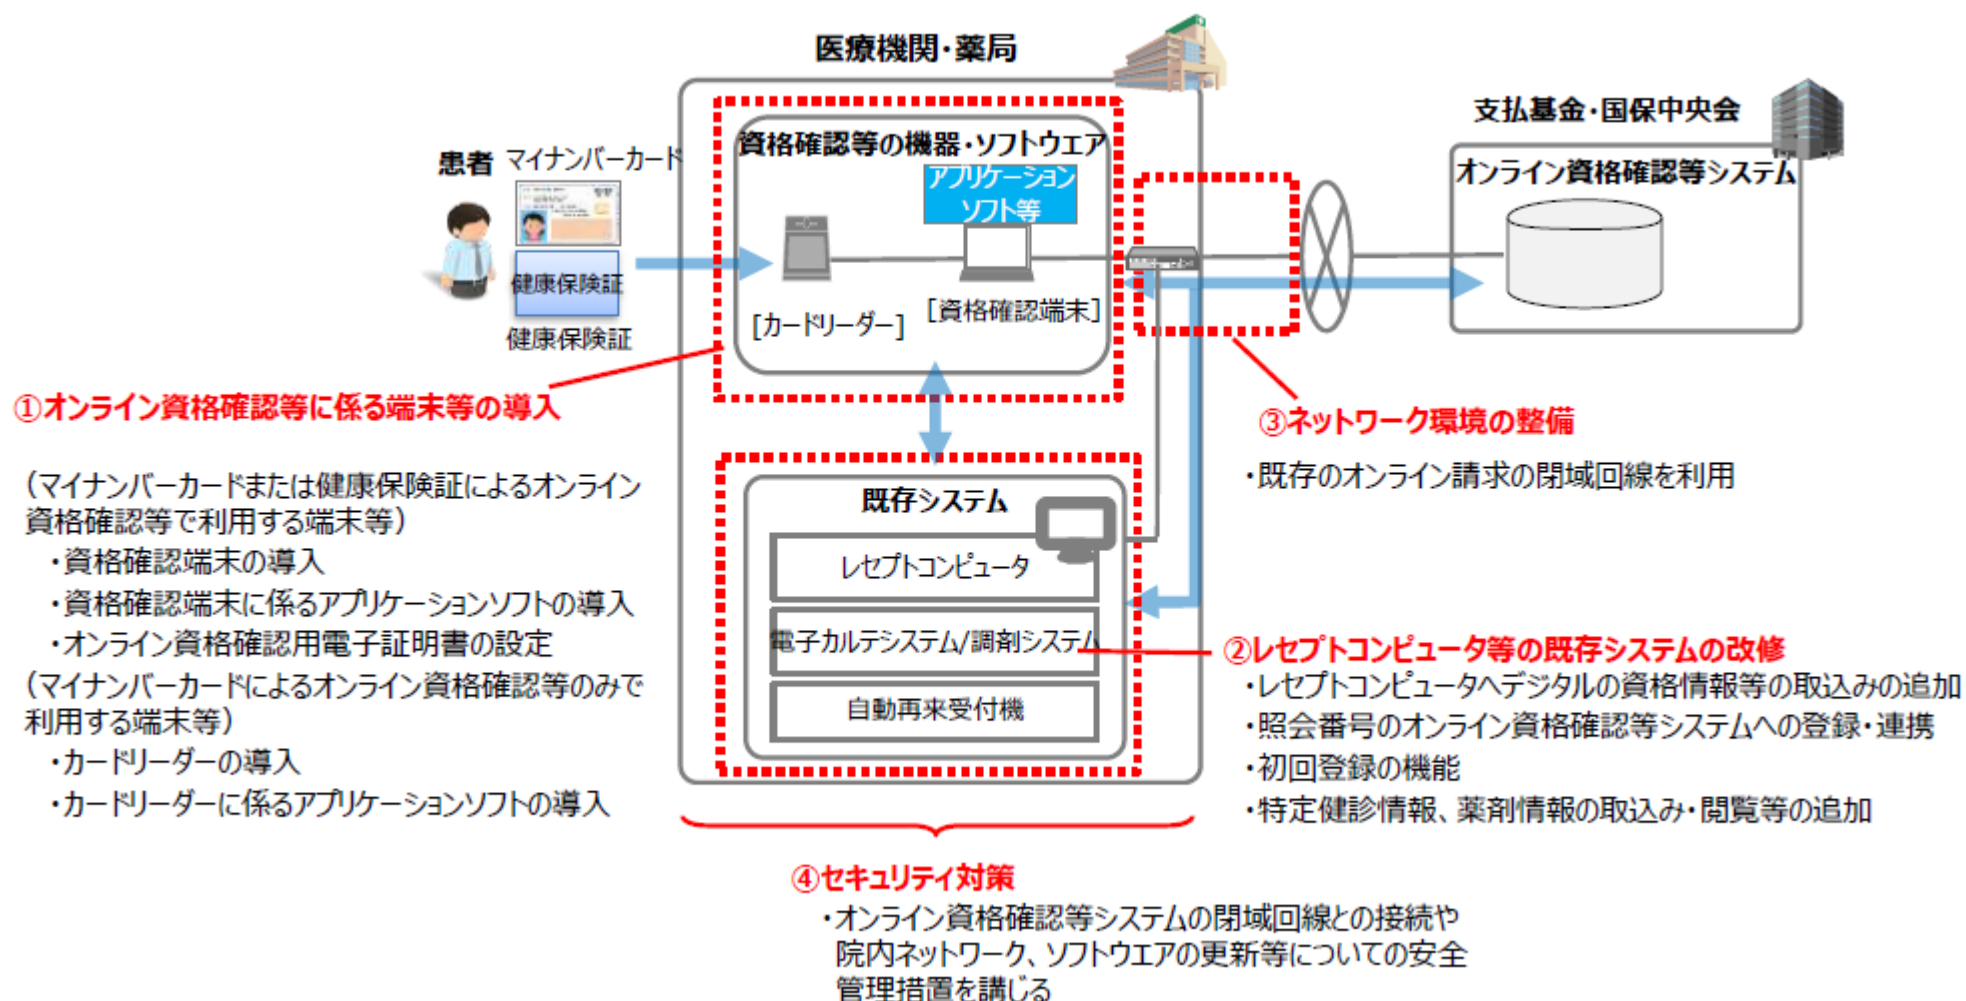 医療機関・薬局
支払基金・国保中央会
患者
マイナンバーカード
健康保険証
健康保険証
資格確認等の機器・ソフトウエア
アプリケーション
ソフト等
[カードリーダー]
[資格確認端末]
オンライン資格確認等システム
①オンライン資格確認等に係る端末等の導入
(マイナンバーカードまたは健康保険証によるオンライン
資格確認等で利用する端末等)
・資格確認端末の導入
・資格確認端末に係るアプリケーションソフトの導入
・オンライン資格確認用電子証明書の設定
(マイナンバーカードによるオンライン資格確認等のみで
利用する端末等)
・カードリーダーの導入
・カードリーダーに係るアプリケーションソフトの導入
既存システム
レセプトコンピュータ
電子カルテシステム/調剤システム
自動再来受付機
③ネットワーク環境の整備
・既存のオンライン請求の閉域回線を利用
②レセプトコンピュータ等の既存システムの改修
・レセプトコンピュータへデジタルの資格情報等の取込みの追加
・照会番号のオンライン資格確認等システムへの登録・連携
・初回登録の機能
・特定健診情報、薬剤情報の取込み・閲覧等の追加
④セキュリティ対策
・オンライン資格確認等システムの閉域回線との接続や
院内ネットワーク、ソフトウエアの更新等についての安全
管理措置を講じる